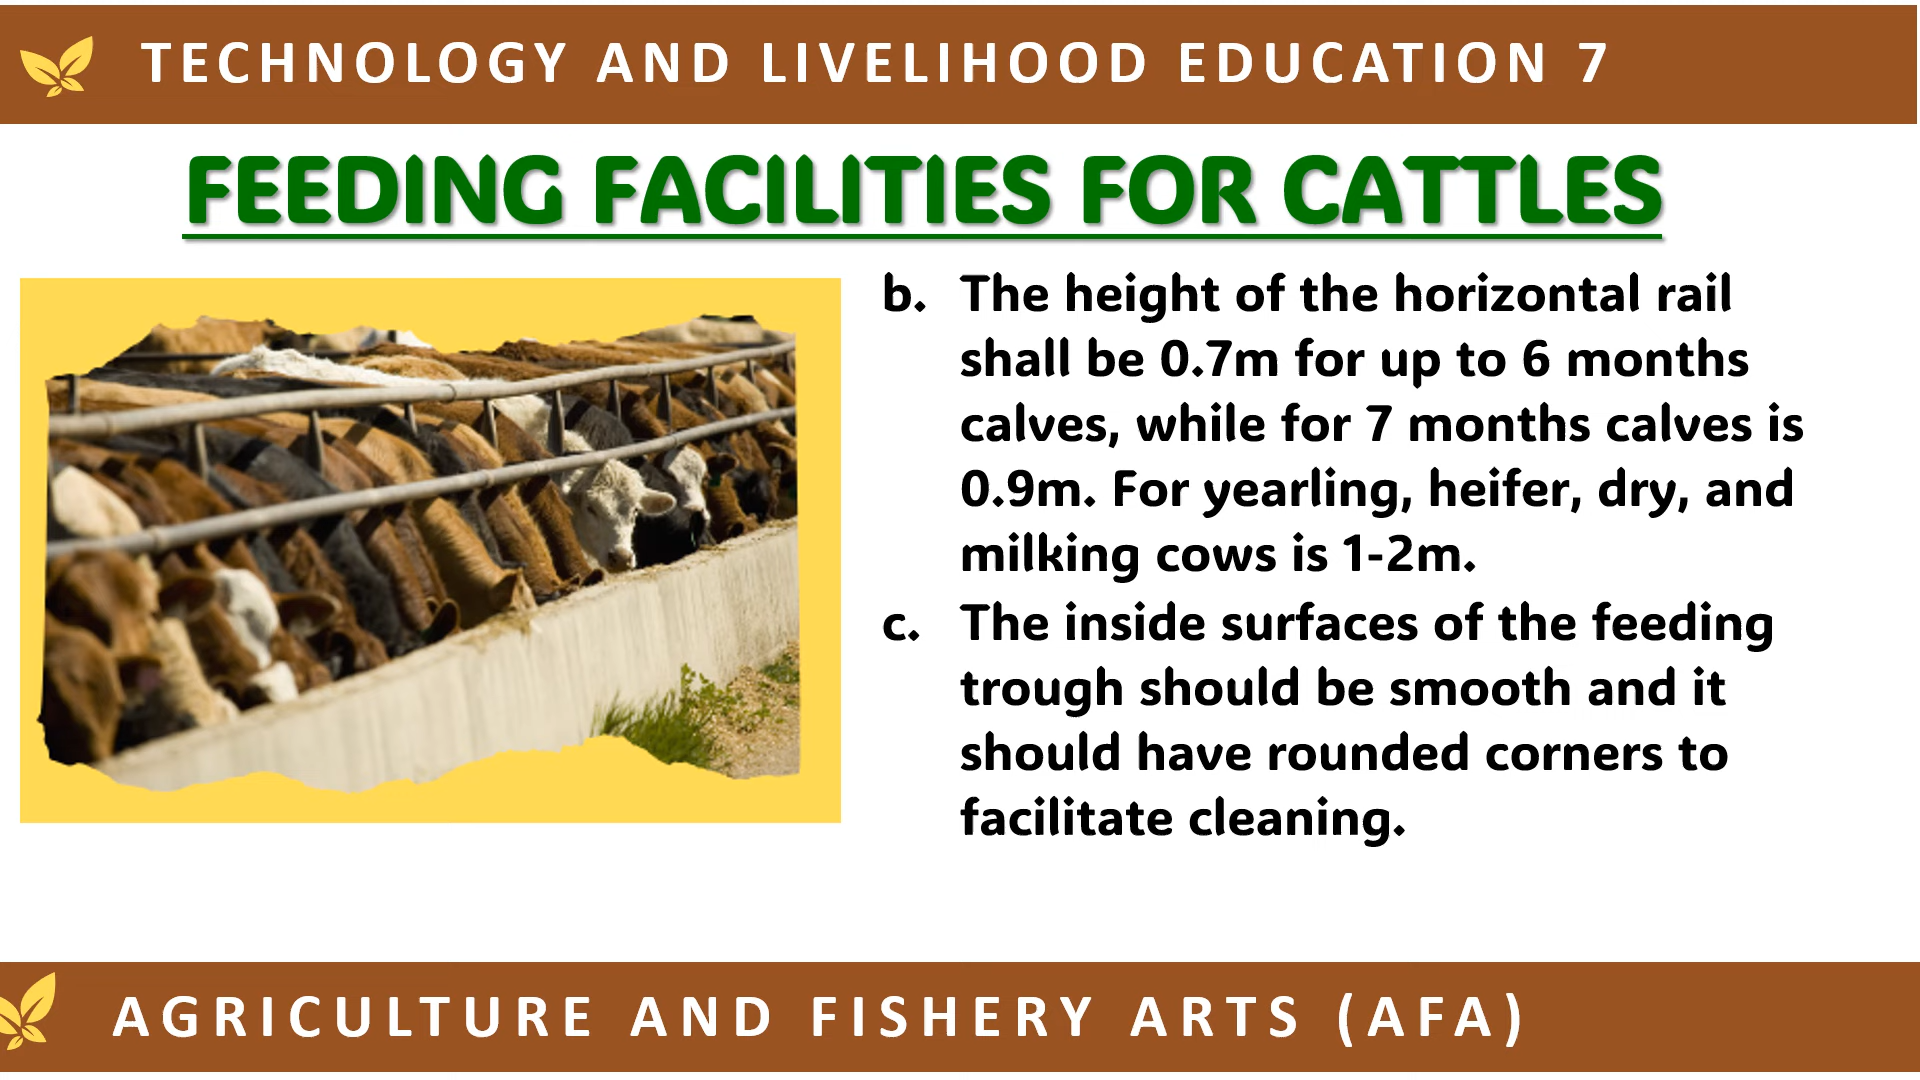 TECHNOLOGY AND LIVELIHOOD EDUCATION 7
FEEDING FACILITIES FOR CATTLES
b. The height of the horizontal rail
shall be 0.7m for up to 6 months
calves, while for 7 months calves is
0.9m. For yearling, heifer, dry, and
milking cows is 1-2m.
c. The inside surfaces of the feeding
trough should be smooth and it
should have rounded corners to
facilitate cleaning.
AGRICULTURE AND FISHERY ARTS (AFA)